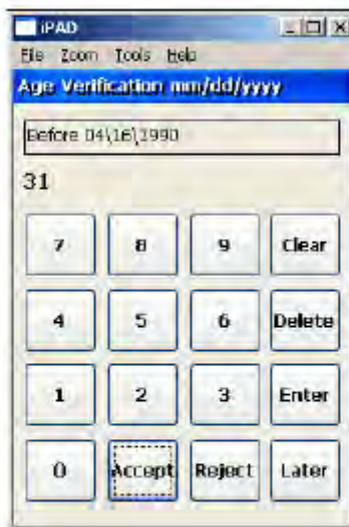 iPAD
File Zoom Tools Help
Age Verification mm/dd/yyyy
Before 04\16\1990
31
7 8 9 Clear
4 5 6 Delete
1 2 3 Enter
0 Accept Reject Later